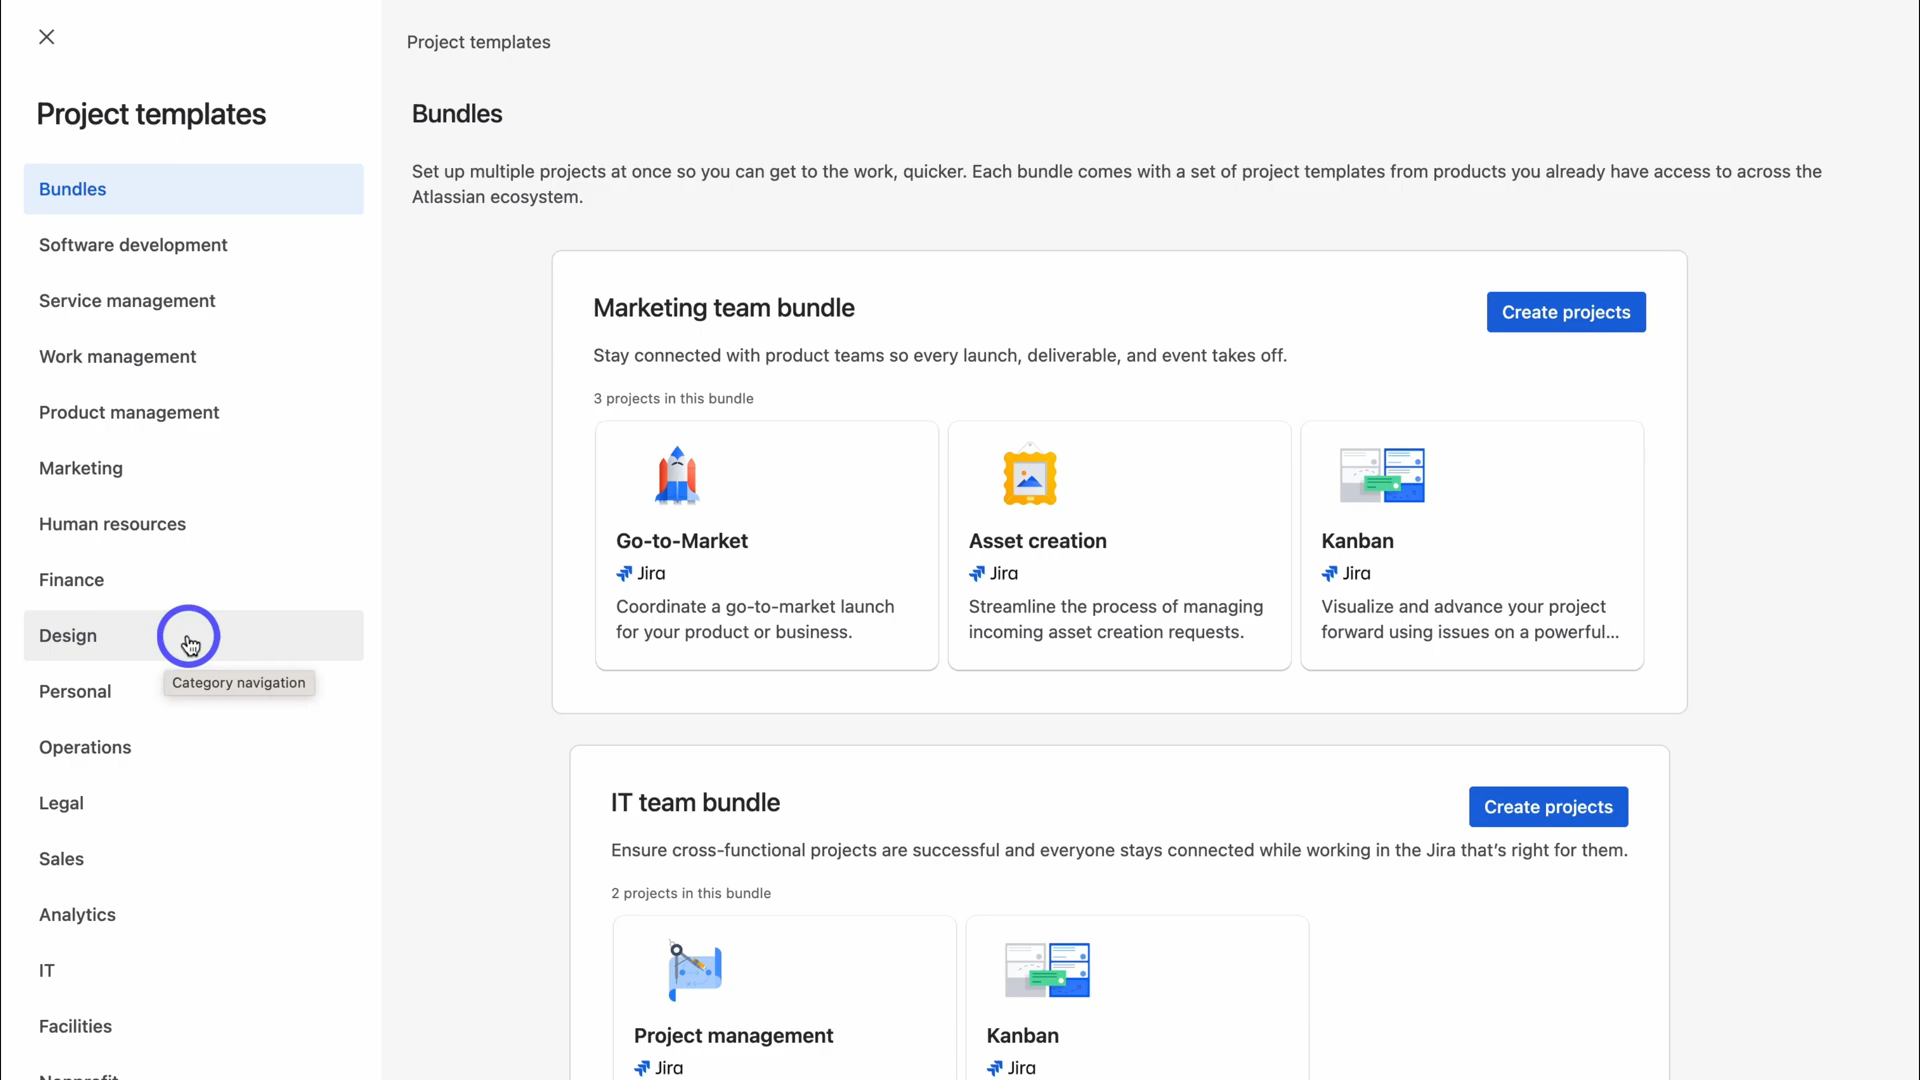 Project templates
Bundles
Software development
Service management
Work management
Product management
Marketing
Human resources
Finance
Design
Category navigation
Personal
Operations
Legal
Sales
Analytics
IT
Facilities
Nonprofit
Project templates
Bundles
Set up multiple projects at once so you can get to the work, quicker. Each bundle comes with a set of project templates from products you already have access to across the
Atlassian ecosystem.
Marketing team bundle
Create projects
Stay connected with product teams so every launch, deliverable, and event takes off.
3 projects in this bundle
Go-to-Market
Jira
Coordinate a go-to-market launch
for your product or business.
Asset creation
Jira
Streamline the process of managing
incoming asset creation requests.
Kanban
Jira
Visualize and advance your project
forward using issues on a powerful...
IT team bundle
Create projects
Ensure cross-functional projects are successful and everyone stays connected while working in the Jira that's right for them.
2 projects in this bundle
Project management
Jira
Kanban
Jira